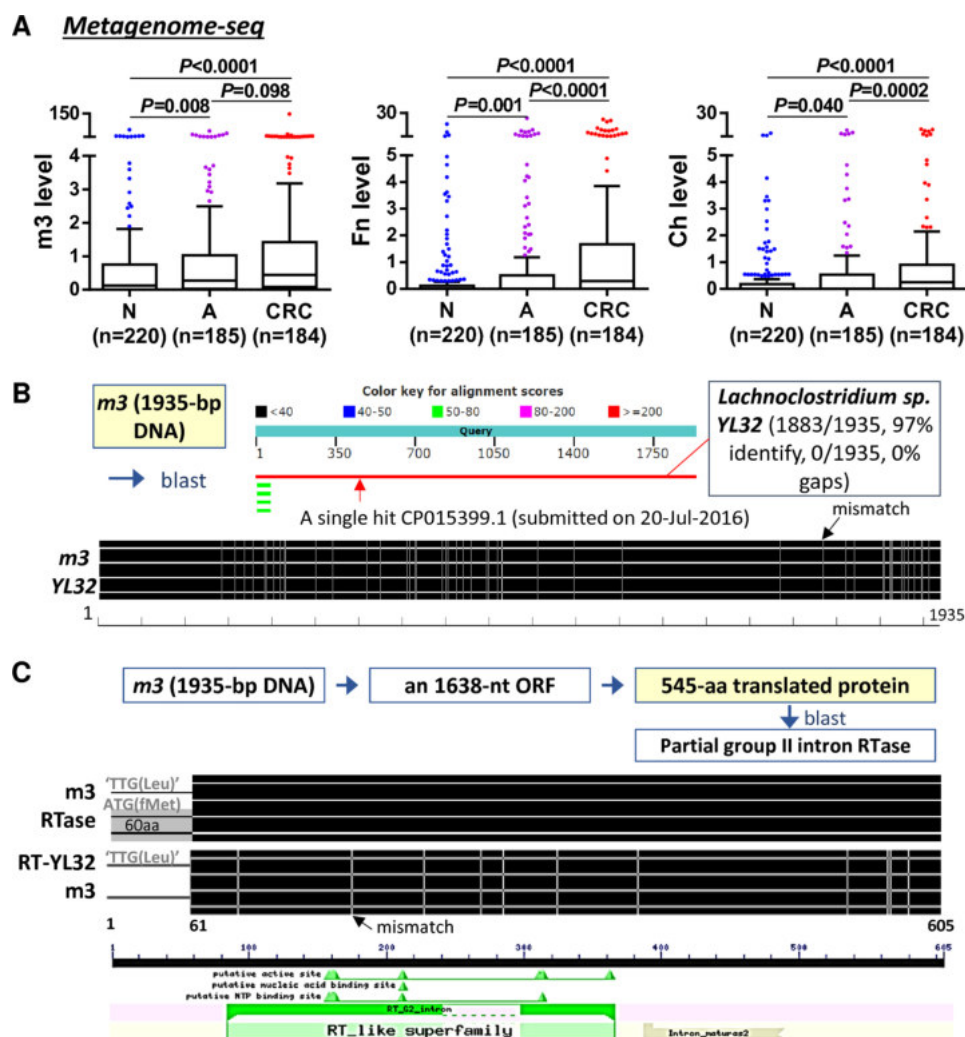 A Metagenome-seq
P<0.0001
P=0.008
P=0.098
150
4
3
2
1
0
m3 level
N
A
CRC
(n=220)
(n=185)
(n=184)
P<0.0001
P=0.001
P<0.0001
30
5
4
3
2
1
0
Fn level
N
A
CRC
(n=220)
(n=185)
(n=184)
P<0.0001
P=0.040
P=0.0002
30
5
4
3
2
1
0
Ch level
N
A
CRC
(n=220)
(n=185)
(n=184)
B
m3 (1935-bp
DNA)
blast
Color key for alignment scores
<40
40-50
50-80
80-200
>=200
Query
1
350
700
1050
1400
1750
A single hit CP015399.1 (submitted on 20-Jul-2016)
Lachnoclostridium sp.
YL32 (1883/1935, 97%
identify, 0/1935, 0%
gaps)
mismatch
m3
YL32
1
1935
C
m3 (1935-bp DNA)
an 1638-nt ORF
545-aa translated protein
blast
Partial group II intron RTase
'TTG(Leu)'
m3
ATG(fMet)
RTase
60aa
RT-YL32
'TTG(Leu)'
m3
1
61
605
mismatch
1
100
200
300
400
500
605
putative active site
putative nucleic acid binding site
putative NTP binding site
RT_G2_intron
RT_like superfamily
Intron_maturas2